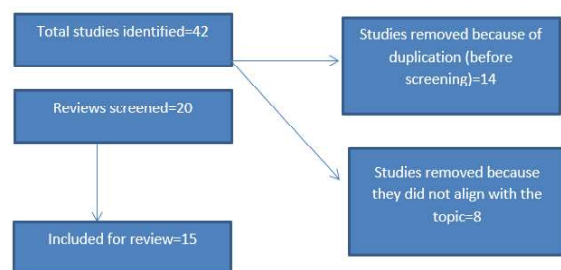 Total studies identified=42
Studies removed because of
duplication (before
screening)=14
Reviews screened=20
Studies removed because
they did not align with the
topic=8
Included for review=15